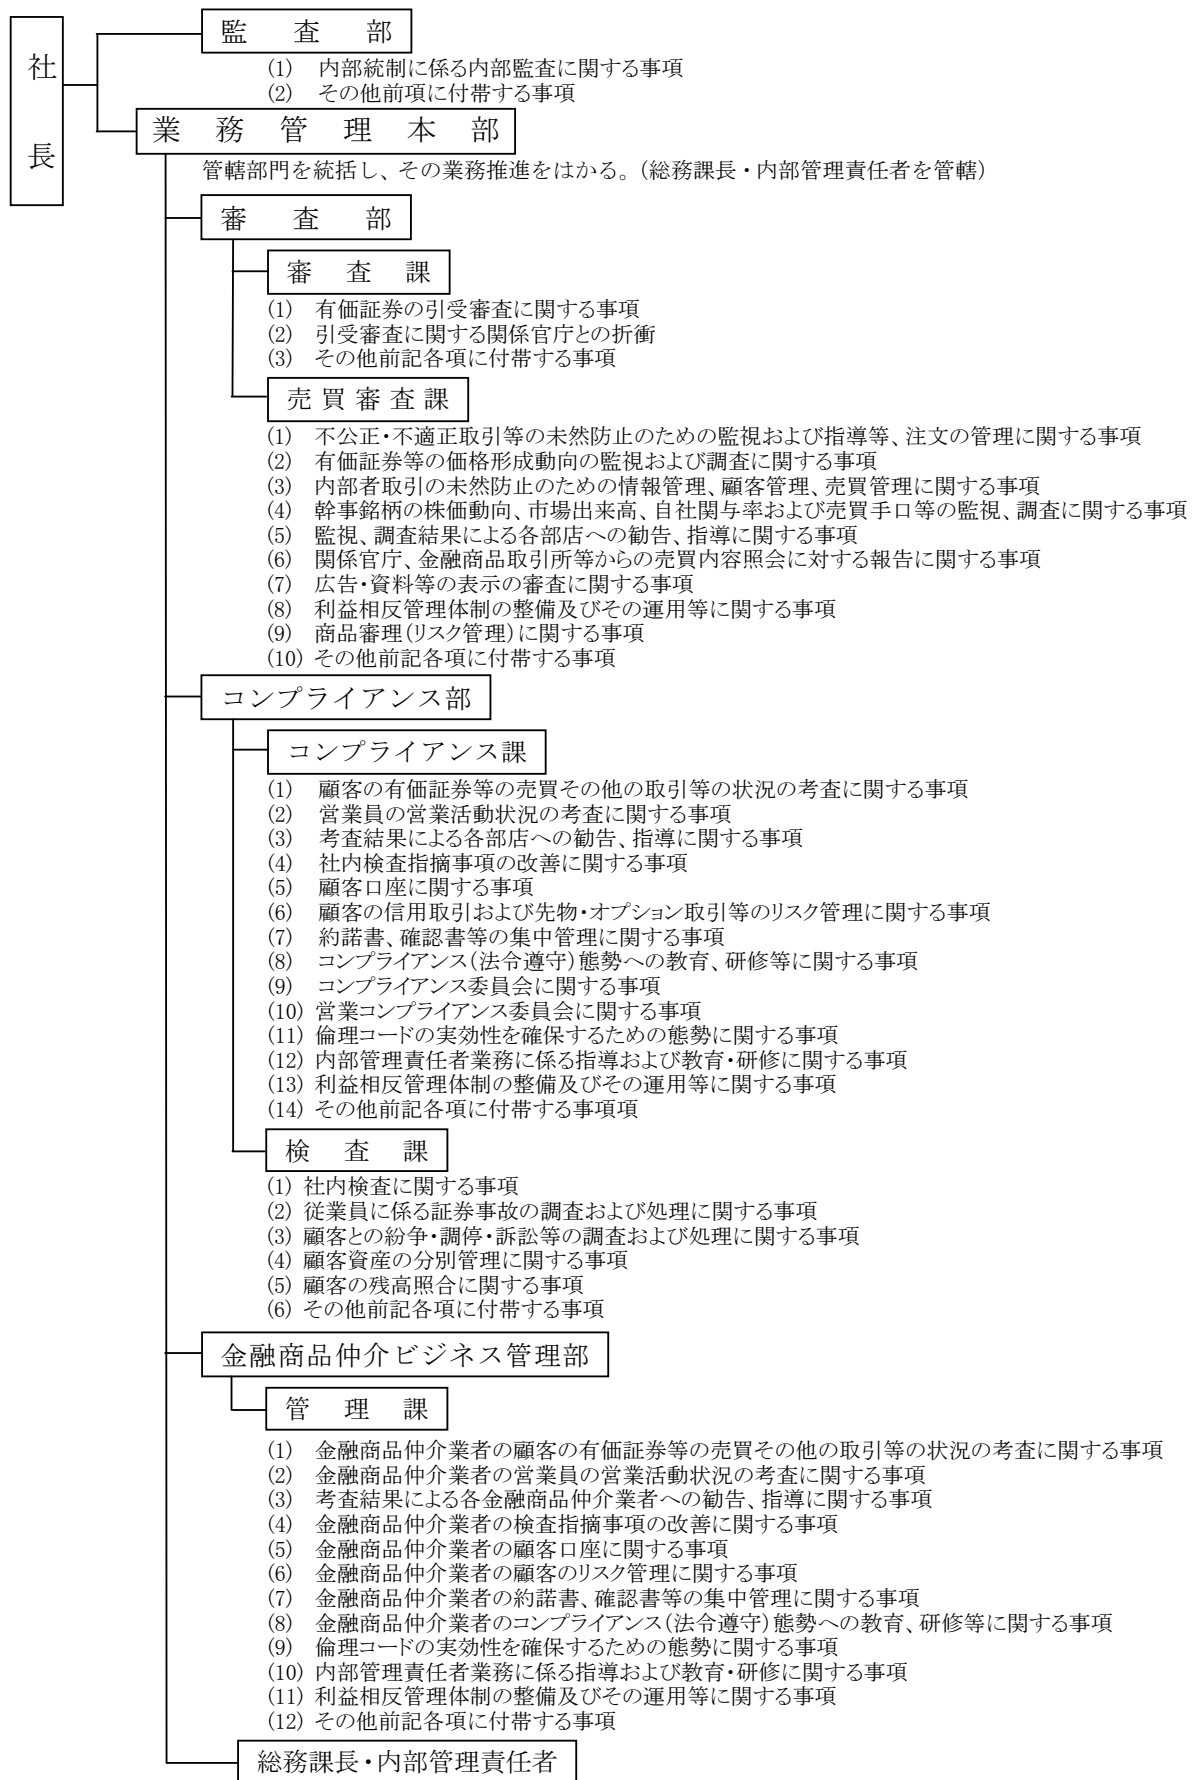 社長
監査部
(1) 内部統制に係る内部監査に関する事項
(2) その他前項に付帯する事項
業務管理本部
管轄部門を統括し、その業務推進をはかる。（総務課長・内部管理責任者を管轄）
審査部
審査課
(1) 有価証券の引受審査に関する事項
(2) 引受審査に関する関係官庁との折衝
(3) その他前記各項に付帯する事項
売買審査課
(1) 不公正・不適正取引等の未然防止のための監視および指導等、注文の管理に関する事項
(2) 有価証券等の価格形成動向の監視および調査に関する事項
(3) 内部者取引の未然防止のための情報管理、顧客管理、売買管理に関する事項
(4) 幹事銘柄の株価動向、市場出来高、自社関与率および売買手口等の監視、調査に関する事項
(5) 監視、調査結果による各部店への勧告、指導に関する事項
(6) 関係官庁、金融商品取引所等からの売買内容照会に対する報告に関する事項
(7) 広告・資料等の表示の審査に関する事項
(8) 利益相反管理体制の整備及びその運用等に関する事項
(9) 商品審理（リスク管理）に関する事項
(10) その他前記各項に付帯する事項
コンプライアンス部
コンプライアンス課
(1) 顧客の有価証券等の売買その他の取引等の状況の考査に関する事項
(2) 営業員の営業活動状況の考査に関する事項
(3) 考査結果による各部店への勧告、指導に関する事項
(4) 社内検査指摘事項の改善に関する事項
(5) 顧客口座に関する事項
(6) 顧客の信用取引および先物・オプション取引等のリスク管理に関する事項
(7) 約諾書、確認書等の集中管理に関する事項
(8) コンプライアンス（法令遵守）態勢への教育、研修等に関する事項
(9) コンプライアンス委員会に関する事項
(10) 営業コンプライアンス委員会に関する事項
(11) 倫理コードの実効性を確保するための態勢に関する事項
(12) 内部管理責任者業務に係る指導および教育・研修に関する事項
(13) 利益相反管理体制の整備及びその運用等に関する事項
(14) その他前記各項に付帯する事項項
検査課
(1) 社内検査に関する事項
(2) 従業員に係る証券事故の調査および処理に関する事項
(3) 顧客との紛争・調停・訴訟等の調査および処理に関する事項
(4) 顧客資産の分別管理に関する事項
(5) 顧客の残高照合に関する事項
(6) その他前記各項に付帯する事項
金融商品仲介ビジネス管理部
管理課
(1) 金融商品仲介業者の顧客の有価証券等の売買その他の取引等の状況の考査に関する事項
(2) 金融商品仲介業者の営業員の営業活動状況の考査に関する事項
(3) 考査結果による各金融商品仲介業者への勧告、指導に関する事項
(4) 金融商品仲介業者の検査指摘事項の改善に関する事項
(5) 金融商品仲介業者の顧客口座に関する事項
(6) 金融商品仲介業者の顧客のリスク管理に関する事項
(7) 金融商品仲介業者の約諾書、確認書等の集中管理に関する事項
(8) 金融商品仲介業者のコンプライアンス（法令遵守）態勢への教育、研修等に関する事項
(9) 倫理コードの実効性を確保するための態勢に関する事項
(10) 内部管理責任者業務に係る指導および教育・研修に関する事項
(11) 利益相反管理体制の整備及びその運用等に関する事項
(12) その他前記各項に付帯する事項
総務課長・内部管理責任者